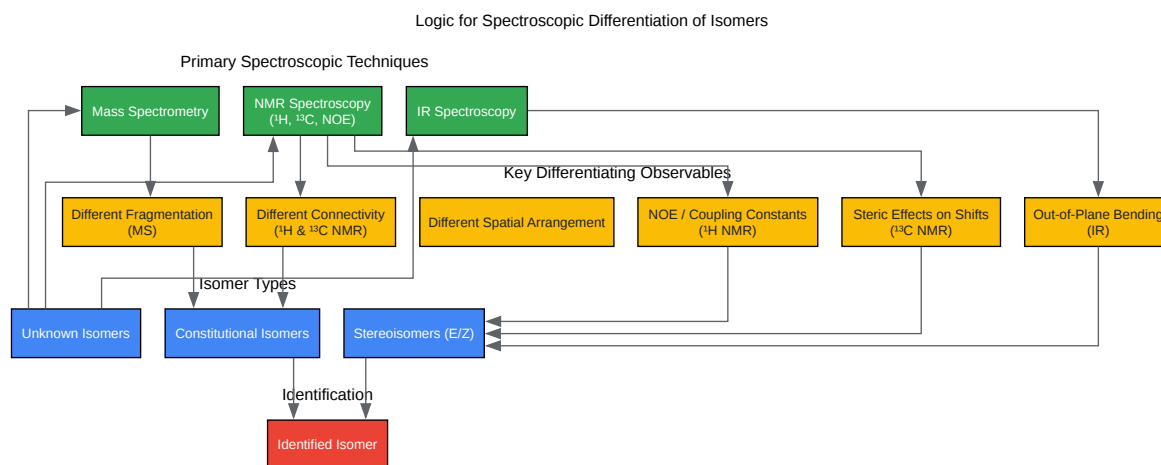 Logic for Spectroscopic Differentiation of Isomers
Primary Spectroscopic Techniques
Mass Spectrometry
NMR Spectroscopy
(¹H, ¹³C, NOE)
IR Spectroscopy
Key Differentiating Observables
Different Fragmentation
(MS)
Different Connectivity
(¹H & ¹³C NMR)
Different Spatial Arrangement
NOE / Coupling Constants
(¹H NMR)
Steric Effects on Shifts
(¹³C NMR)
Out-of-Plane Bending
(IR)
Isomer Types
Unknown Isomers
Constitutional Isomers
Stereoisomers (E/Z)
Identification
Identified Isomer